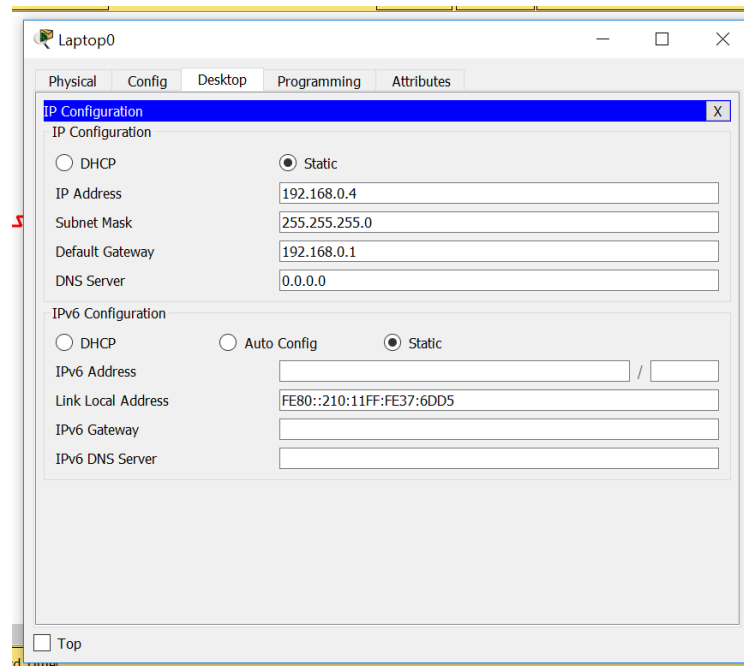 Laptop0
Physical Config Desktop Programming Attributes
IP Configuration X
IP Configuration
DHCP Static
IP Address 192.168.0.4
Subnet Mask 255.255.255.0
Default Gateway 192.168.0.1
DNS Server 0.0.0.0
IPv6 Configuration
DHCP Auto Config Static
IPv6 Address /
Link Local Address FE80::210:11FF:FE37:6DD5
IPv6 Gateway
IPv6 DNS Server
Top